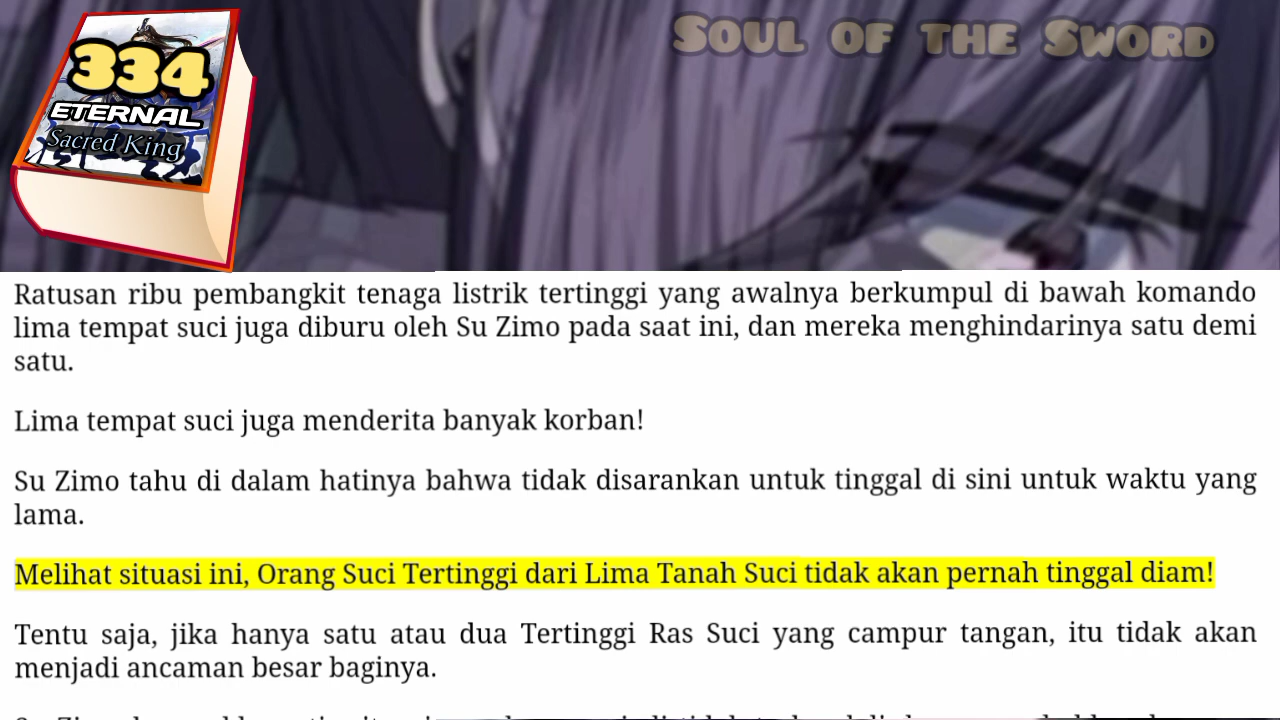 Soul of the Sword
334
ETERNAL
Sacred King
Ratusan ribu pembangkit tenaga listrik tertinggi yang awalnya berkumpul di bawah komando
lima tempat suci juga diburu oleh Su Zimo pada saat ini, dan mereka menghindarinya satu demi
satu.
Lima tempat suci juga menderita banyak korban!
Su Zimo tahu di dalam hatinya bahwa tidak disarankan untuk tinggal di sini untuk waktu yang
lama.
Melihat situasi ini, Orang Suci Tertinggi dari Lima Tanah Suci tidak akan pernah tinggal diam!
Tentu saja, jika hanya satu atau dua Tertinggi Ras Suci yang campur tangan, itu tidak akan
menjadi ancaman besar baginya.